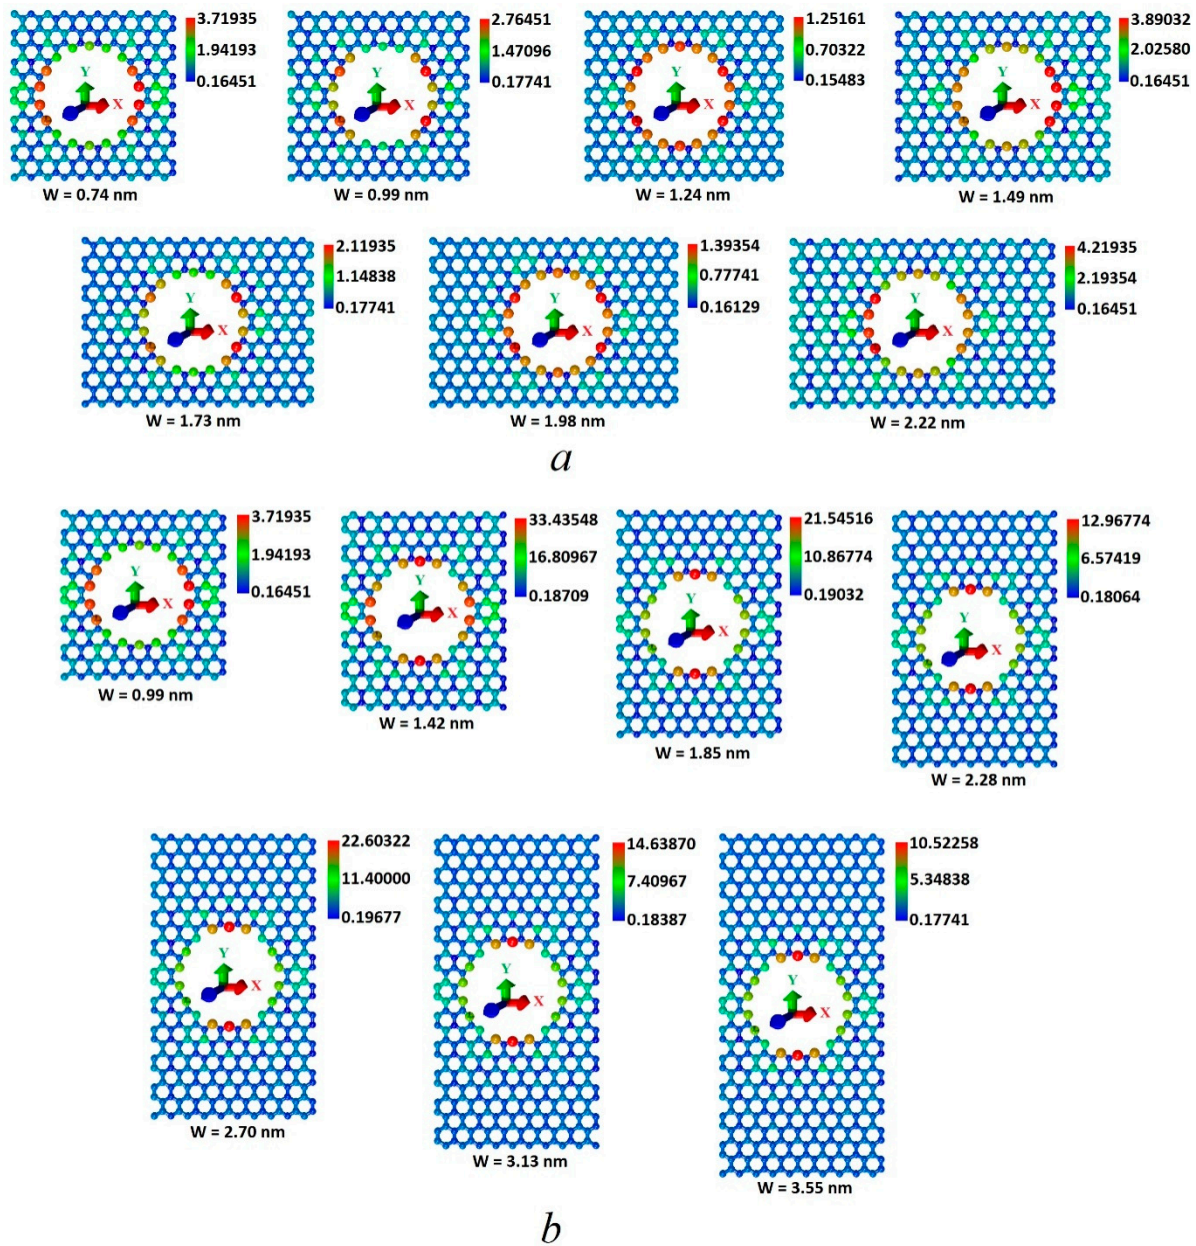 3.71935
1.94193
0.16451
Y
X
W = 0.74 nm
2.76451
1.47096
0.17741
Y
X
W = 0.99 nm
1.25161
0.70322
0.15483
Y
X
W = 1.24 nm
3.89032
2.02580
0.16451
Y
X
W = 1.49 nm
2.11935
1.14838
0.17741
Y
X
W = 1.73 nm
1.39354
0.77741
0.16129
Y
X
W = 1.98 nm
4.21935
2.19354
0.16451
Y
X
W = 2.22 nm
a
3.71935
1.94193
0.16451
Y
X
W = 0.99 nm
33.43548
16.80967
0.18709
Y
X
W = 1.42 nm
21.54516
10.86774
0.19032
Y
X
W = 1.85 nm
12.96774
6.57419
0.18064
Y
X
W = 2.28 nm
22.60322
11.40000
0.19677
Y
X
W = 2.70 nm
14.63870
7.40967
0.18387
Y
X
W = 3.13 nm
10.52258
5.34838
0.17741
Y
X
W = 3.55 nm
b